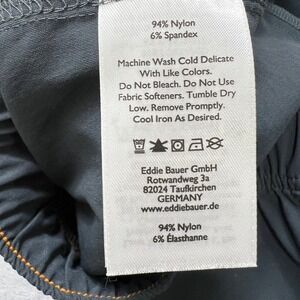 94% Nylon
6% Spandex
Machine Wash Cold Delicate
With Like Colors.
Do Not Bleach. Do Not Use
Fabric Softeners. Tumble Dry
Low. Remove Promptly.
Cool Iron As Desired.
Eddie Bauer GmbH
Rotwandweg 3a
82024 Taufkirchen
GERMANY
www.eddiebauer.de
94% Nylon
6% Élasthanne